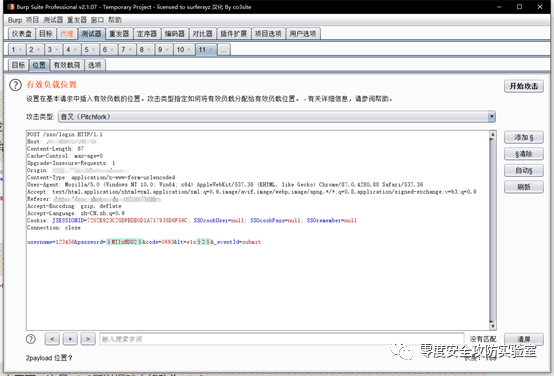 Burp Suite Professional v2.1.07 - Temporary Project - licensed to surferxyz 汉化 By co3site
Burp 项目 测试器 重发器 窗口 帮助
仪表盘 目标 代理 测试器 重发器 定序器 编码器 对比器 插件扩展 项目选项 用户选项
1 × 2 × 3 × 4 × 5 × 6 × 7 × 8 × 9 × 10 × 11 × ...
目标 位置 有效载荷 选项
? 有效负载位置 开始攻击
设置在基本请求中插入有效负载的位置。攻击类型指定如何将有效负载分配给有效负载位置。 - 有关详细信息，请参阅帮助。
攻击类型: 音叉（Pitchfork）
POST /sso/login HTTP/1.1
Host:
Content-Length: 67
Cache-Control: max-age=0
Upgrade-Insecure-Requests: 1
Origin:
Content-Type: application/x-www-form-urlencoded
User-Agent: Mozilla/5.0 (Windows NT 10.0; Win64; x64) AppleWebKit/537.36 (KHTML, like Gecko) Chrome/87.0.4280.88 Safari/537.36
Accept: text/html,application/xhtml+xml,application/xml;q=0.9,image/avif,image/webp,image/apng,*/*;q=0.8,application/signed-exchange;v=b3;q=0.9
Referer:
Accept-Encoding: gzip, deflate
Accept-Language: zh-CN,zh;q=0.9
Cookie: SSOcookUser=null; SSOcookPass=null; SSOremember=null
Connection: close
username=123456&password=§MTIzNDU2§&code=0693&lt=e1s§2§&_eventId=submit
添加 §
§清除
自动§
刷新
? < + > 输入搜索字词 没有匹配 清屏
2payload 位置？
零度安全攻防实验室